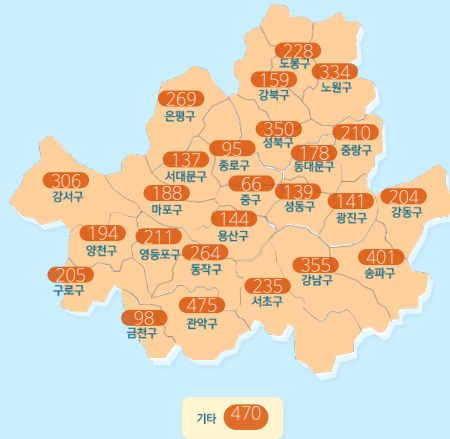 228
도봉구
334
노원구
159
강북구
269
은평구
350
성북구
210
중랑구
95
종로구
178
동대문구
137
서대문구
306
강서구
188
마포구
66
중구
139
성동구
141
광진구
204
강동구
144
용산구
194
양천구
211
영등포구
264
동작구
401
송파구
355
강남구
205
구로구
235
서초구
475
관악구
98
금천구
기타 470